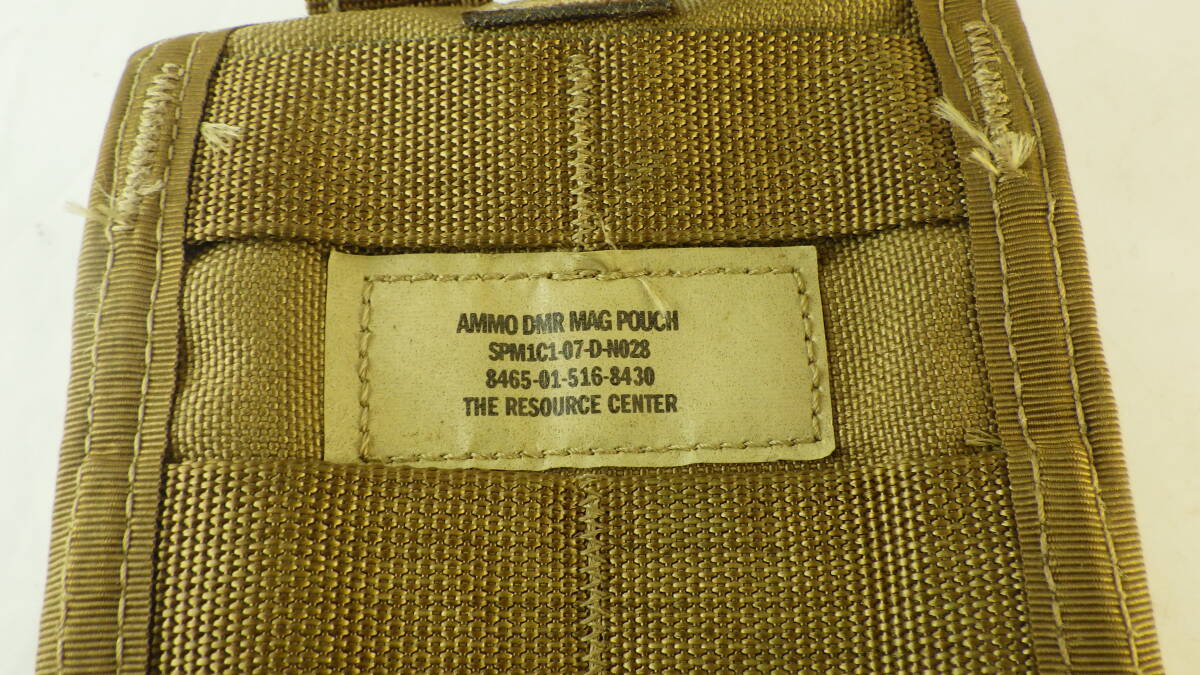 AMMO DMR MAG POUCH
SPM1C1-07-D-N028
8465-01-516-8430
THE RESOURCE CENTER